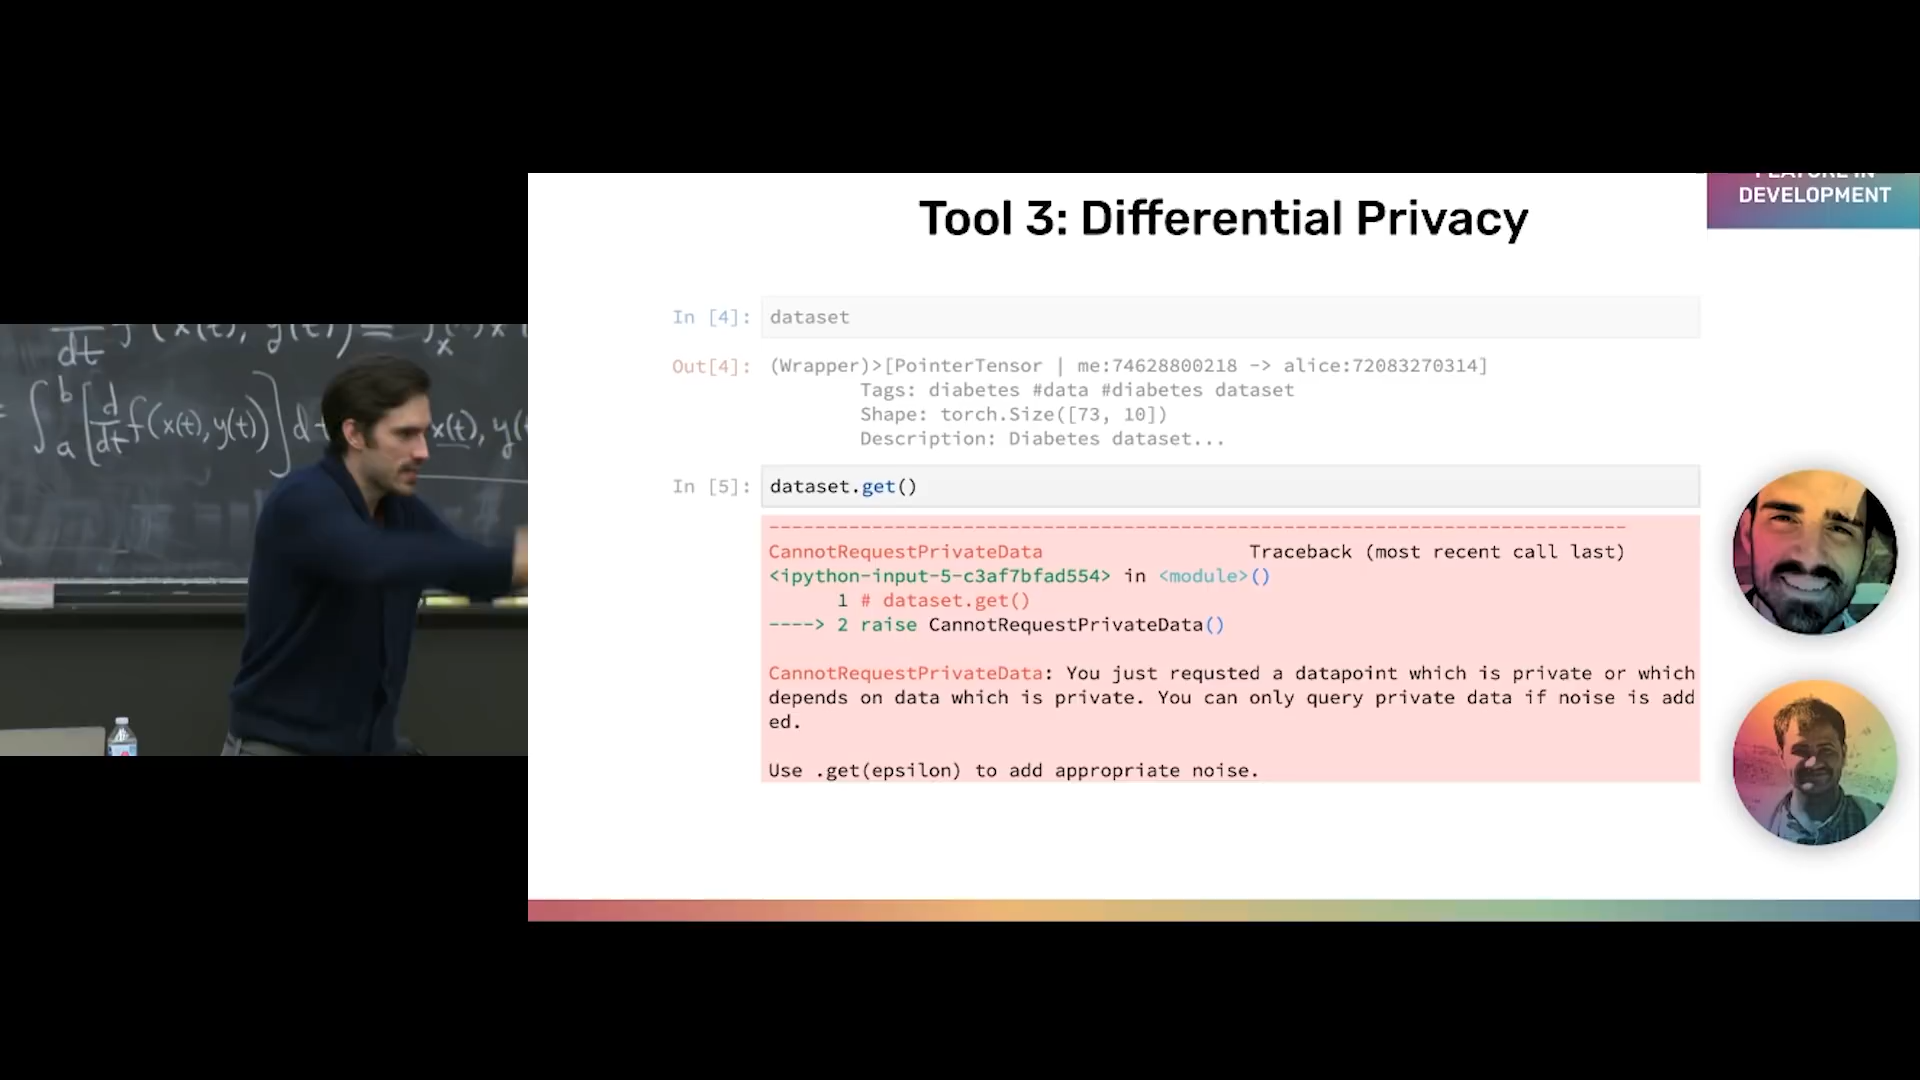 FEATURE IN
DEVELOPMENT
Tool 3: Differential Privacy
In [4]: dataset
Out[4]: (Wrapper)>[PointerTensor | me:74628800218 -> alice:72083270314]
Tags: diabetes #data #diabetes dataset
Shape: torch.Size([73, 10])
Description: Diabetes dataset...
In [5]: dataset.get()
---------------------------------------------------------------------------
CannotRequestPrivateData Traceback (most recent call last)
<ipython-input-5-c3af7bfad554> in <module>()
1 # dataset.get()
----> 2 raise CannotRequestPrivateData()
CannotRequestPrivateData: You just requsted a datapoint which is private or which
depends on data which is private. You can only query private data if noise is add
ed.
Use .get(epsilon) to add appropriate noise.
∫_a^b [d/dt f(x(t), y(t))] d
x(t), y(